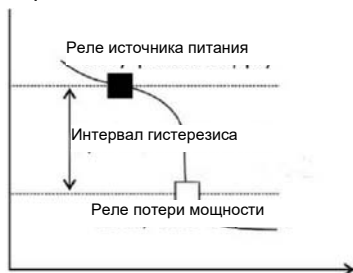 Реле источника питания
Интервал гистерезиса
Реле потери мощности